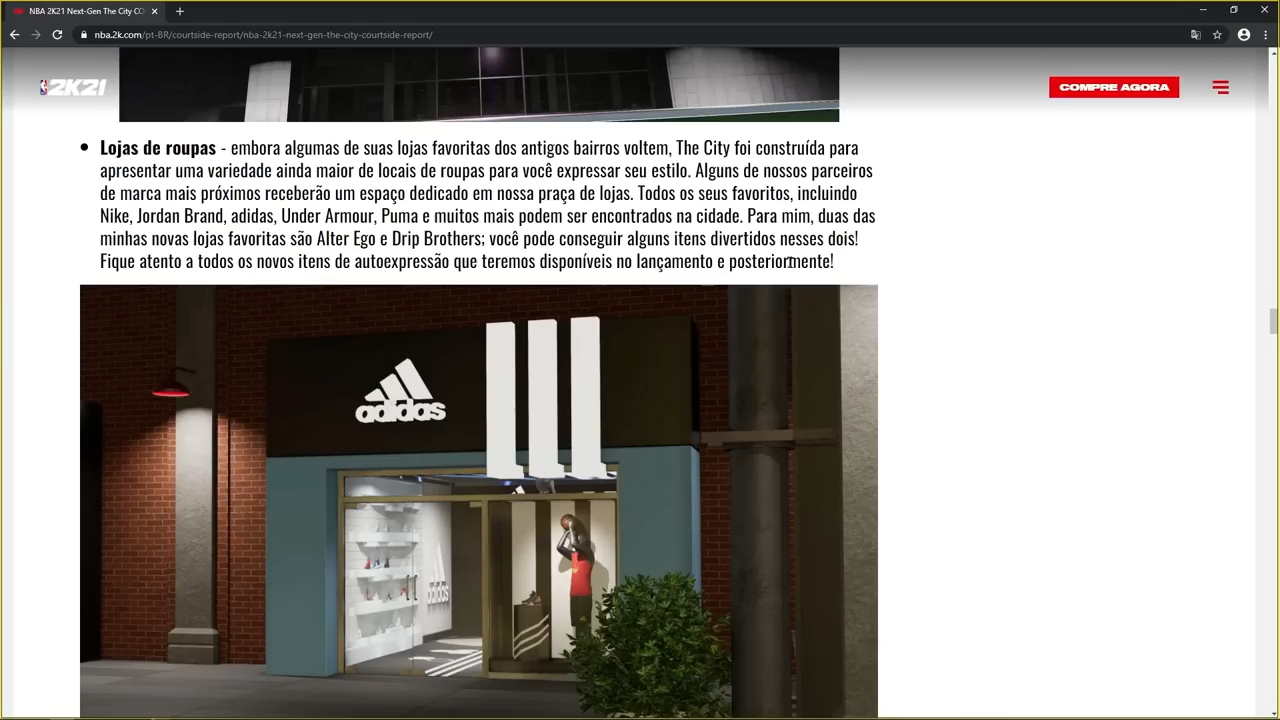 NBA 2K21 Next-Gen The City CO
nba.2k.com/pt-BR/courtside-report/nba-2k21-next-gen-the-city-courtside-report/
2K21
COMPRE AGORA
Lojas de roupas - embora algumas de suas lojas favoritas dos antigos bairros voltem, The City foi construída para
apresentar uma variedade ainda maior de locais de roupas para você expressar seu estilo. Alguns de nossos parceiros
de marca mais próximos receberão um espaço dedicado em nossa praça de lojas. Todos os seus favoritos, incluindo
Nike, Jordan Brand, adidas, Under Armour, Puma e muitos mais podem ser encontrados na cidade. Para mim, duas das
minhas novas lojas favoritas são Alter Ego e Drip Brothers; você pode conseguir alguns itens divertidos nesses dois!
Fique atento a todos os novos itens de autoexpressão que teremos disponíveis no lançamento e posteriormente!
adidas
adidas